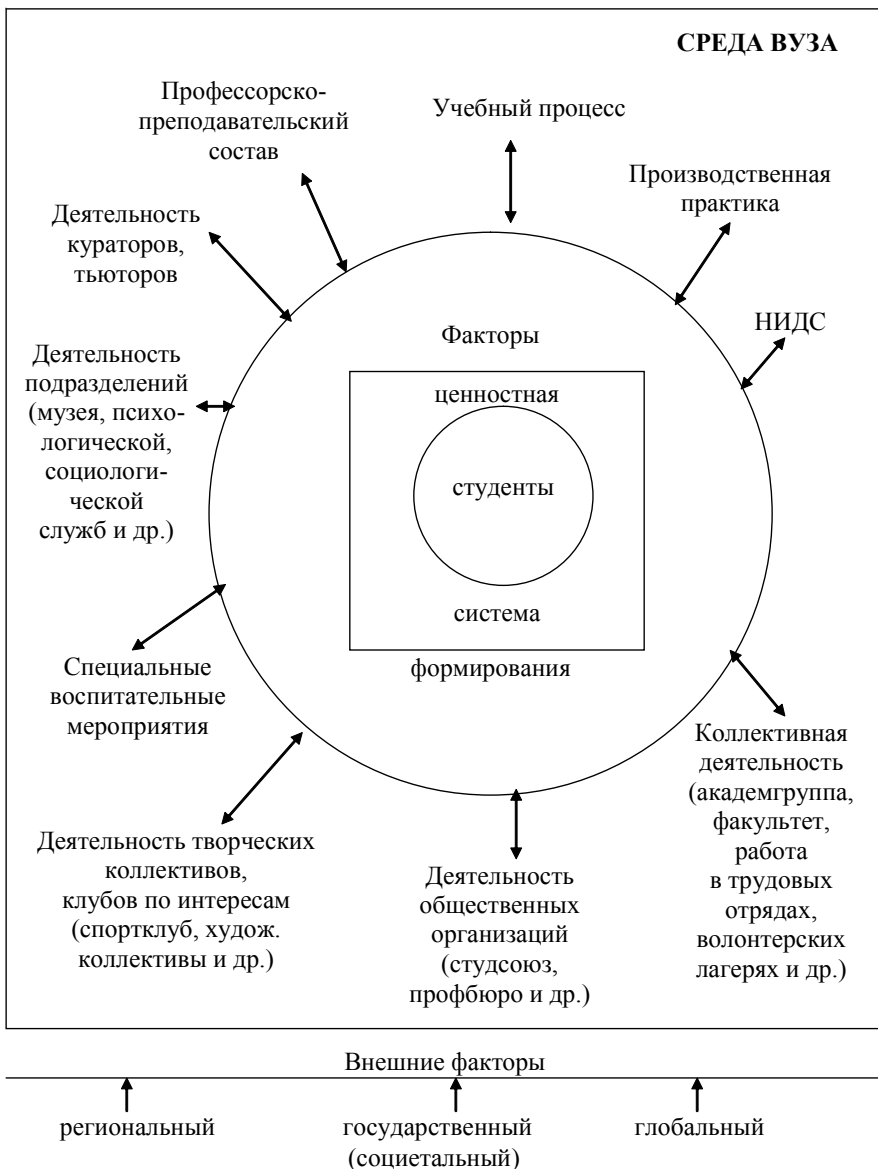 СРЕДА ВУЗА
Профессорско-
преподавательский
состав
Учебный процесс
Производственная
практика
Деятельность
кураторов,
тьюторов
НИДС
Деятельность
подразделений
(музея, психо-
логической,
социологи-
ческой
служб и др.)
Факторы
ценностная
студенты
система
формирования
Специальные
воспитательные
мероприятия
Коллективная
деятельность
(академгруппа,
факультет,
работа
в трудовых
отрядах,
волонтерских
лагерях и др.)
Деятельность творческих
коллективов,
клубов по интересам
(спортклуб, худож.
коллективы и др.)
Деятельность
общественных
организаций
(студсоюз,
профбюро и др.)
Внешние факторы
региональный
государственный
(социетальный)
глобальный